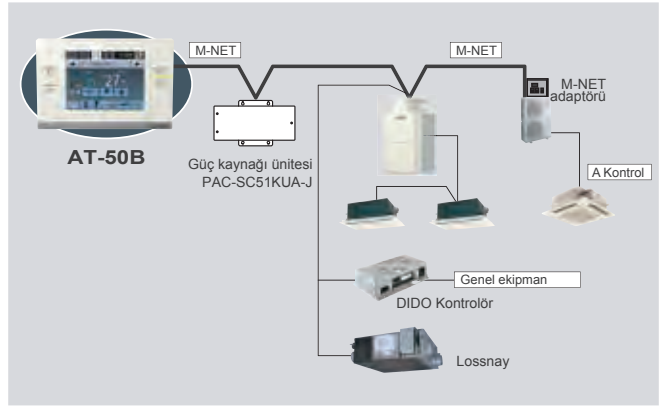 M-NET
M-NET
M-NET
adaptörü
AT-50B
Güç kaynağı ünitesi
PAC-SC51KUA-J
A Kontrol
Genel ekipman
DIDO Kontrolör
Lossnay